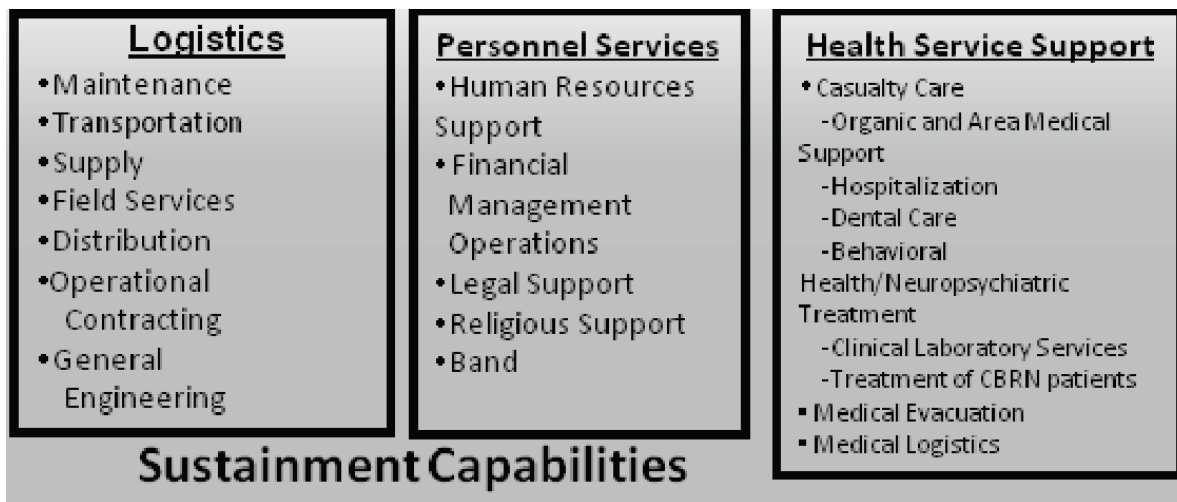 Logistics
•Maintenance
•Transportation
•Supply
•Field Services
•Distribution
•Operational
Contracting
•General
Engineering
Personnel Services
•Human Resources
Support
• Financial
Management
Operations
•Legal Support
•Religious Support
•Band
Health Service Support
• Casualty Care
-Organic and Area Medical
Support
-Hospitalization
-Dental Care
-Behavioral
Health/Neuropsychiatric
Treatment
-Clinical Laboratory Services
-Treatment of CBRN patients
▪ Medical Evacuation
▪ Medical Logistics
Sustainment Capabilities